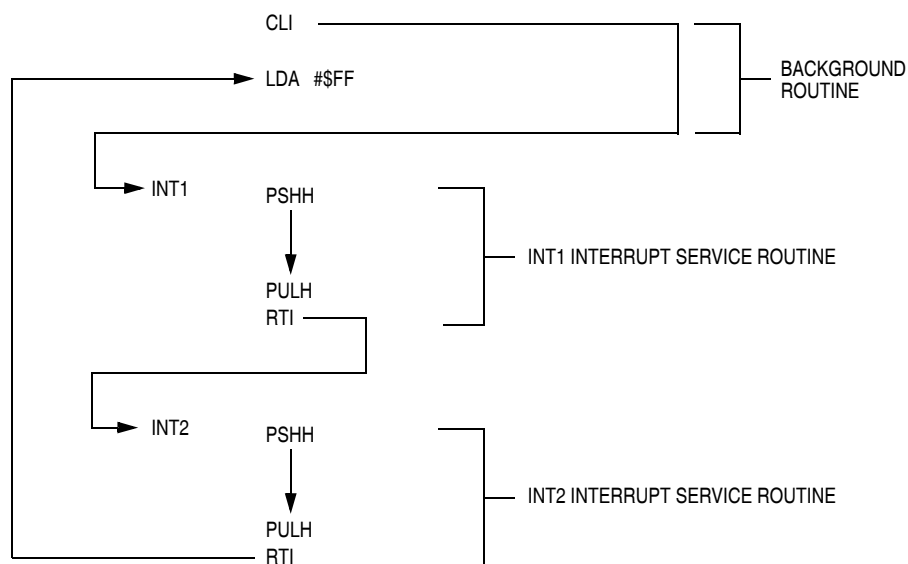 CLI
LDA #$FF
BACKGROUND
ROUTINE
INT1
PSHH
INT1 INTERRUPT SERVICE ROUTINE
PULH
RTI
INT2
PSHH
INT2 INTERRUPT SERVICE ROUTINE
PULH
RTI